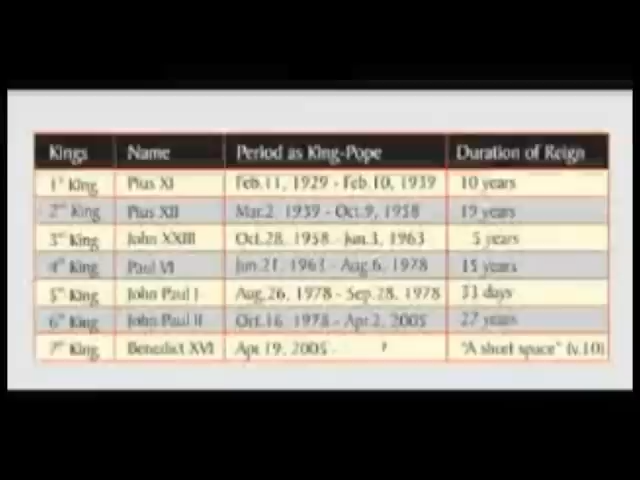 Kings Name Period as King-Pope Duration of Reign
1st King Pius XI Feb.11, 1929 - Feb.10, 1939 10 years
2nd King Pius XII Mar.2, 1939 - Oct.9, 1958 19 years
3rd King John XXIII Oct.28, 1958 - Jun.3, 1963 5 years
4th King Paul VI Jun.21, 1963 - Aug.6, 1978 15 years
5th King John Paul I Aug.26, 1978 - Sep.28, 1978 33 days
6th King John Paul II Oct.16, 1978 - Apr.2, 2005 27 years
7th King Benedict XVI Apr.19, 2005 - ? "A short space" (v.10)